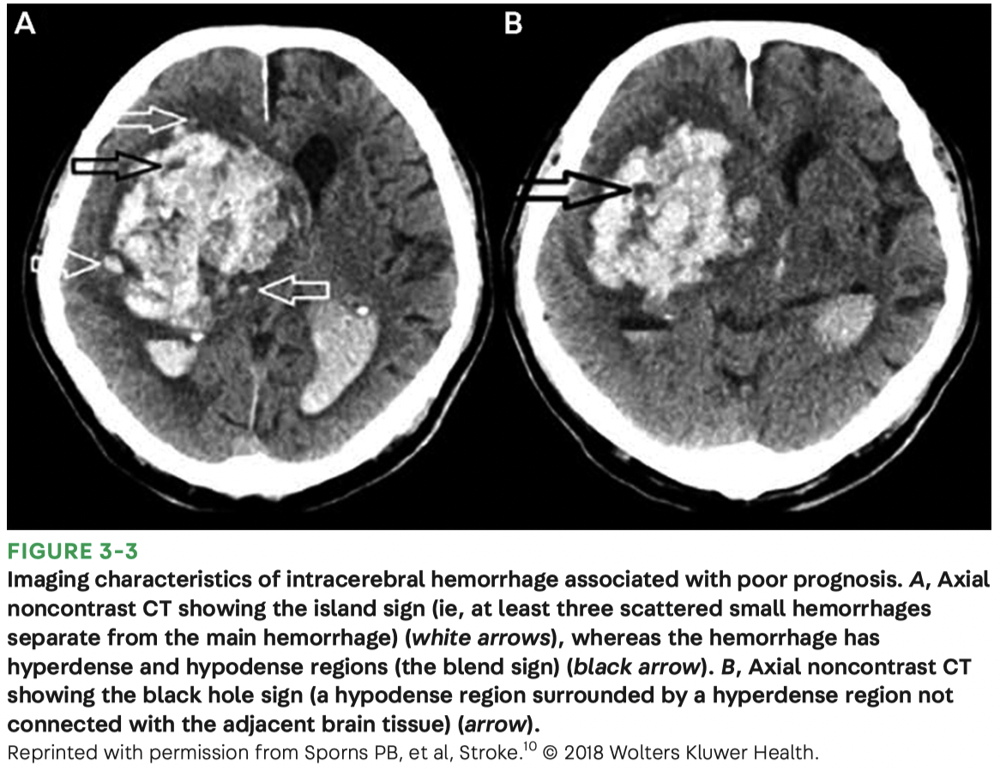 A
B
FIGURE 3-3
Imaging characteristics of intracerebral hemorrhage associated with poor prognosis. A, Axial
noncontrast CT showing the island sign (ie, at least three scattered small hemorrhages
separate from the main hemorrhage) (white arrows), whereas the hemorrhage has
hyperdense and hypodense regions (the blend sign) (black arrow). B, Axial noncontrast CT
showing the black hole sign (a hypodense region surrounded by a hyperdense region not
connected with the adjacent brain tissue) (arrow).
Reprinted with permission from Sporns PB, et al, Stroke.¹⁰ © 2018 Wolters Kluwer Health.